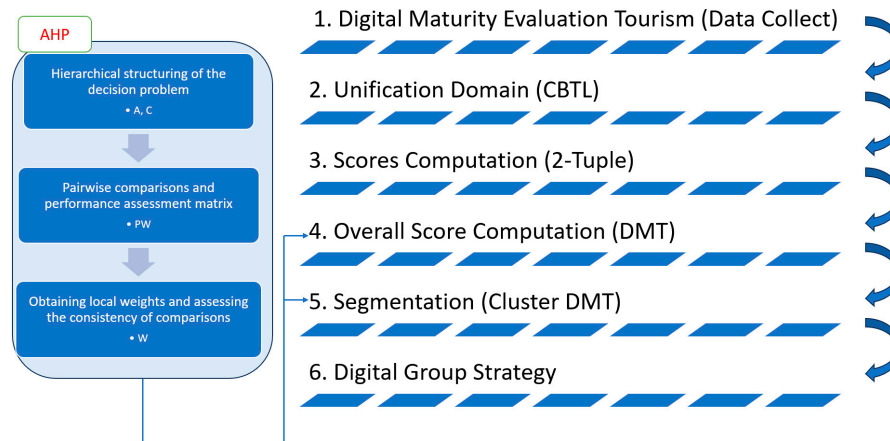 AHP
Hierarchical structuring of the
decision problem
• A, C
Pairwise comparisons and
performance assessment matrix
• PW
Obtaining local weights and assessing
the consistency of comparisons
• W
1. Digital Maturity Evaluation Tourism (Data Collect)
2. Unification Domain (CBTL)
3. Scores Computation (2-Tuple)
4. Overall Score Computation (DMT)
5. Segmentation (Cluster DMT)
6. Digital Group Strategy